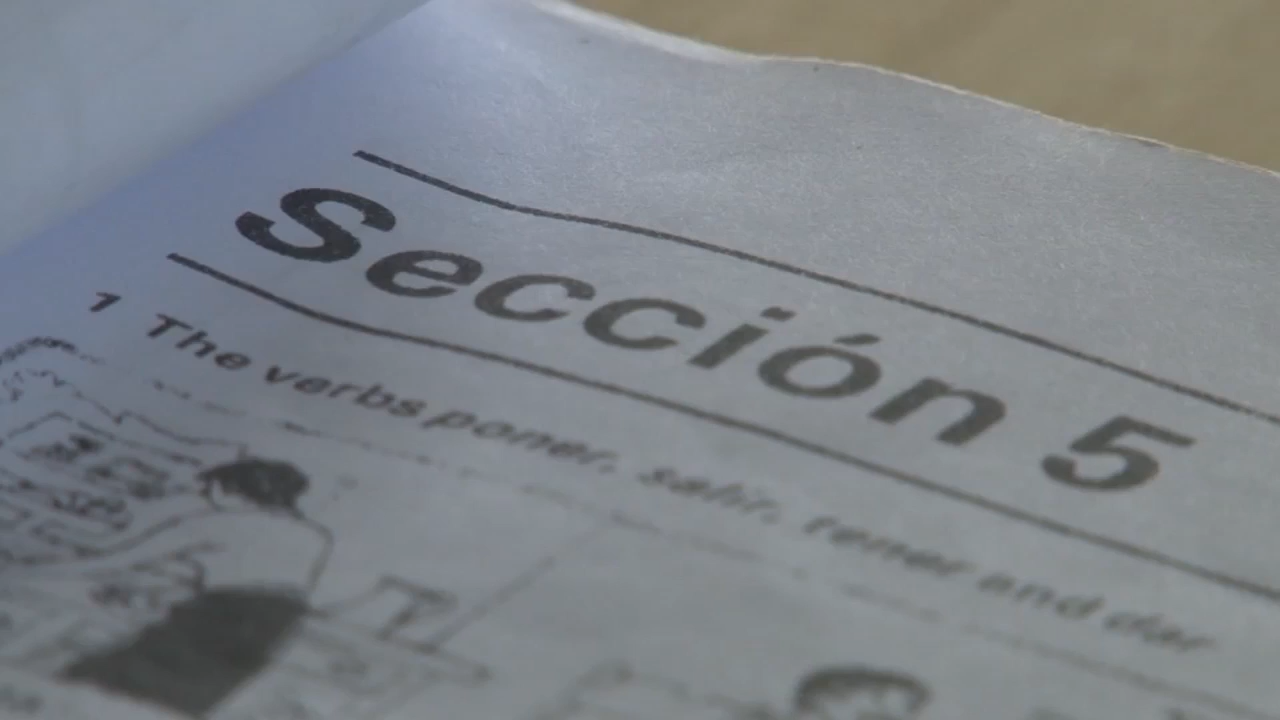 Sección 5
1 The verbs poner, salir, tener and dar